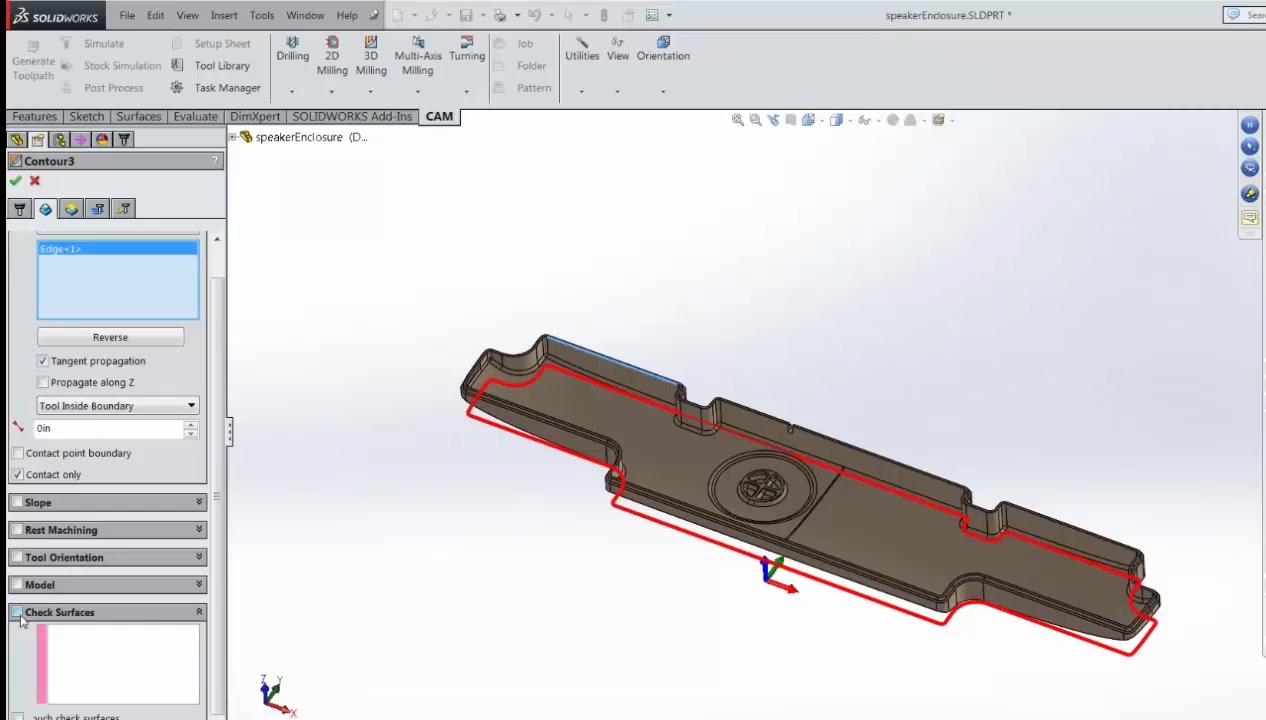 SOLIDWORKS File Edit View Insert Tools Window Help speakerEnclosure.SLDPRT *
Generate Toolpath
Simulate Setup Sheet
Stock Simulation Tool Library
Post Process Task Manager
Drilling 2D Milling 3D Milling Multi-Axis Milling Turning
Job
Folder
Pattern
Utilities View Orientation
Features Sketch Surfaces Evaluate DimXpert SOLIDWORKS Add-Ins CAM
speakerEnclosure (D...
Contour3 ?
Edge<1>
Reverse
Tangent propagation
Propagate along Z
Tool Inside Boundary
0in
Contact point boundary
Contact only
Slope
Rest Machining
Tool Orientation
Model
Check Surfaces
Z Y
X